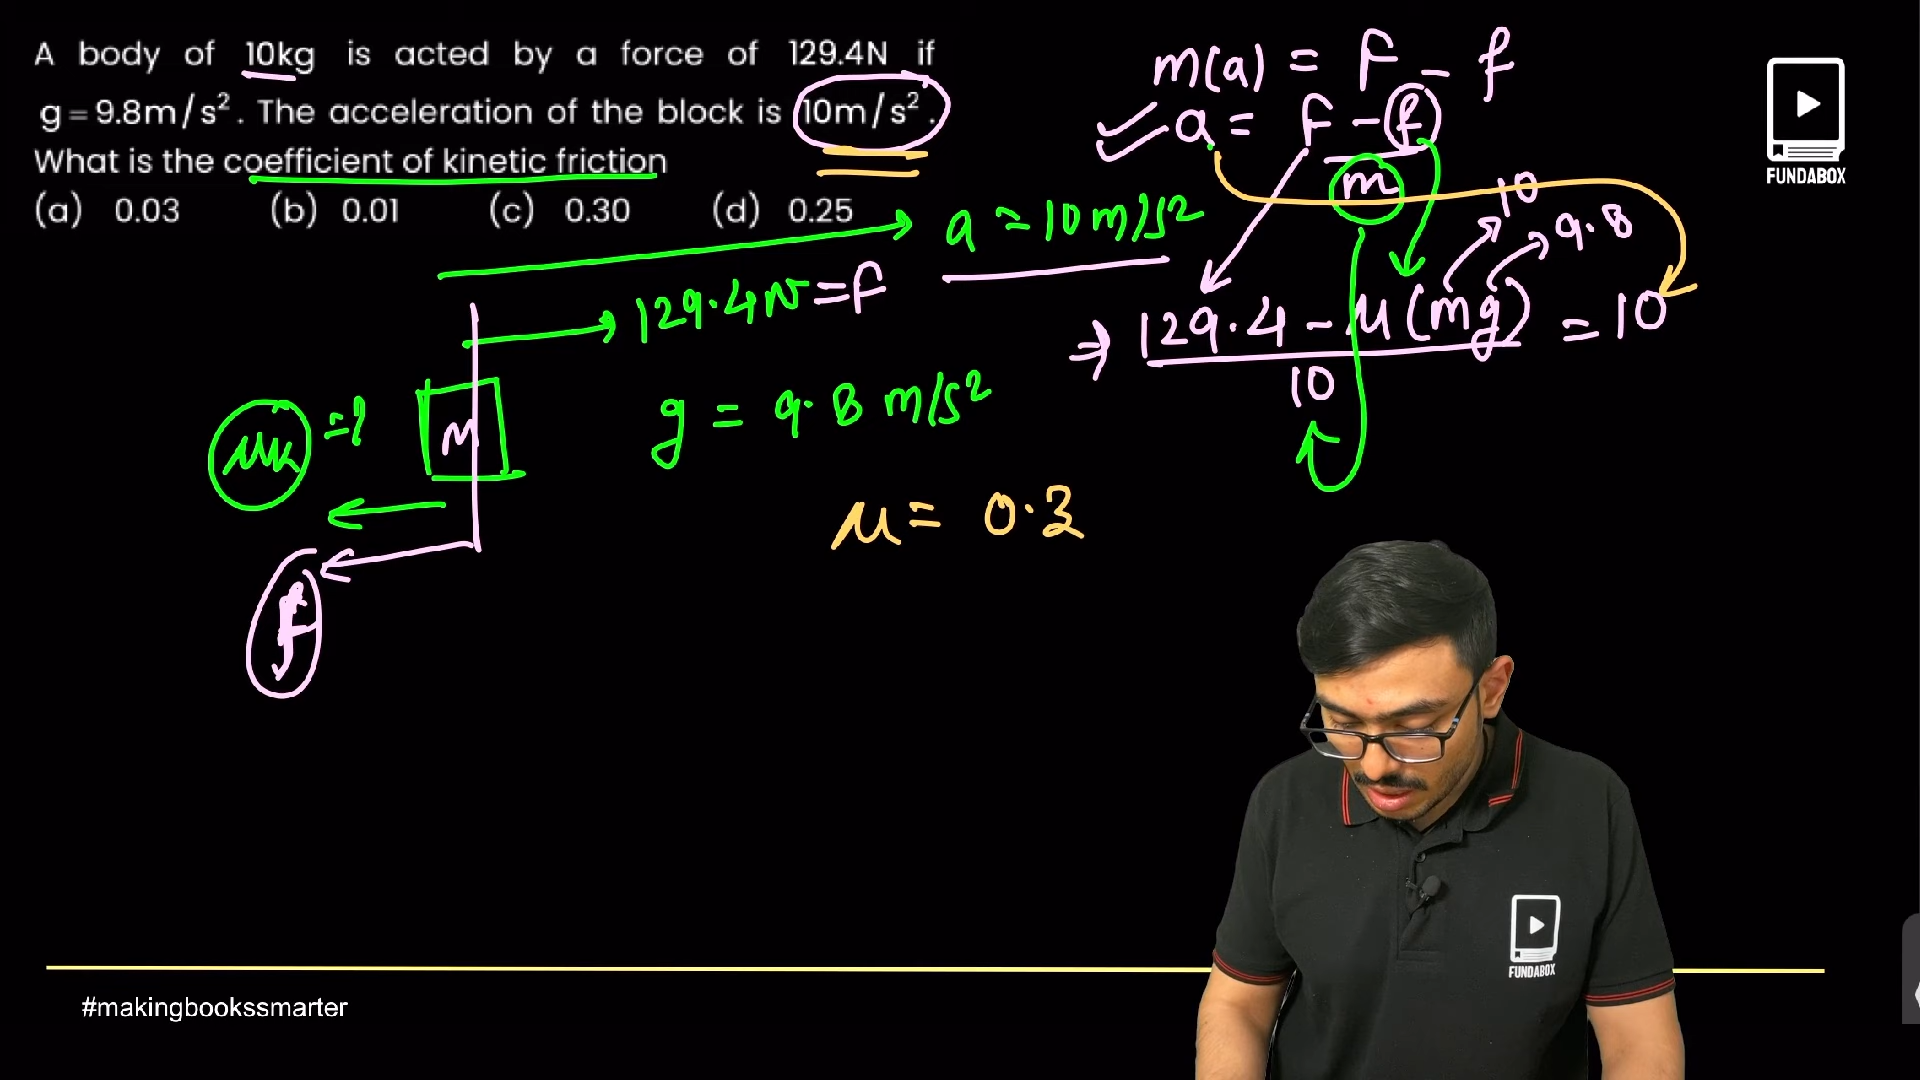 A body of 10kg is acted by a force of 129.4N if
g = 9.8m/s². The acceleration of the block is 10m/s².
What is the coefficient of kinetic friction
(a) 0.03 (b) 0.01 (c) 0.30 (d) 0.25
m(a) = F - f
a = F - f
m
10
9.8
FUNDABOX
a = 10 m/s²
129.4N = F
⇒ 129.4 - μ(mg) = 10
10
μk = ?
m
g = 9.8 m/s²
μ = 0.3
f
FUNDABOX
#makingbookssmarter